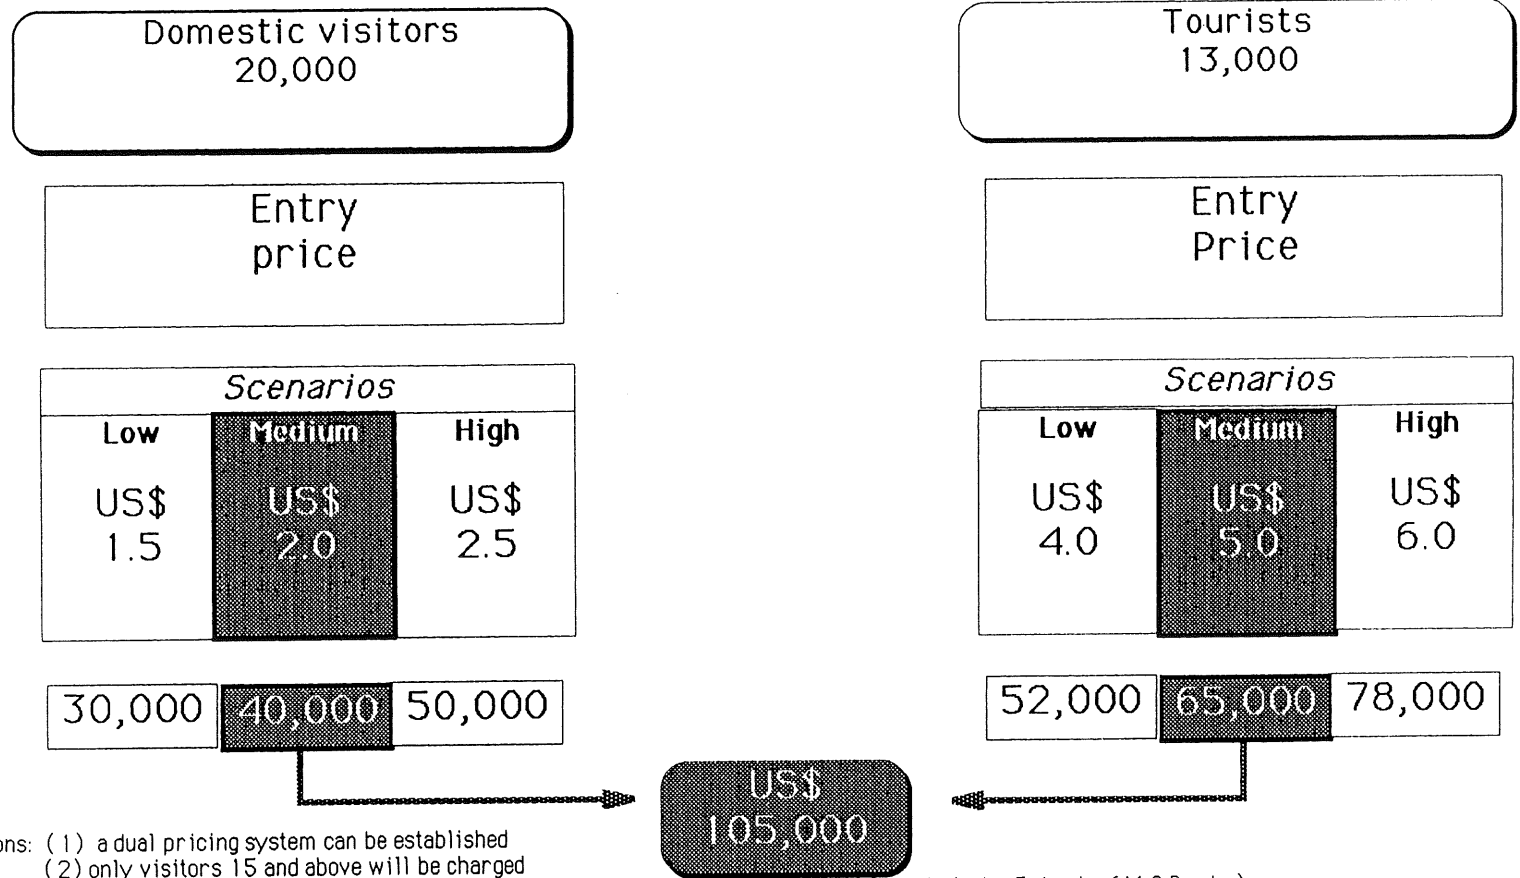 Domestic visitors
20,000
Tourists
13,000
Entry
price
Entry
Price
Scenarios
Low Medium High
US$ US$ US$
1.5 2.0 2.5
Scenarios
Low Medium High
US$ US$ US$
4.0 5.0 6.0
30,000 40,000 50,000
52,000 65,000 78,000
US$
105,000
ons: (1) a dual pricing system can be established
(2) only visitors 15 and above will be charged